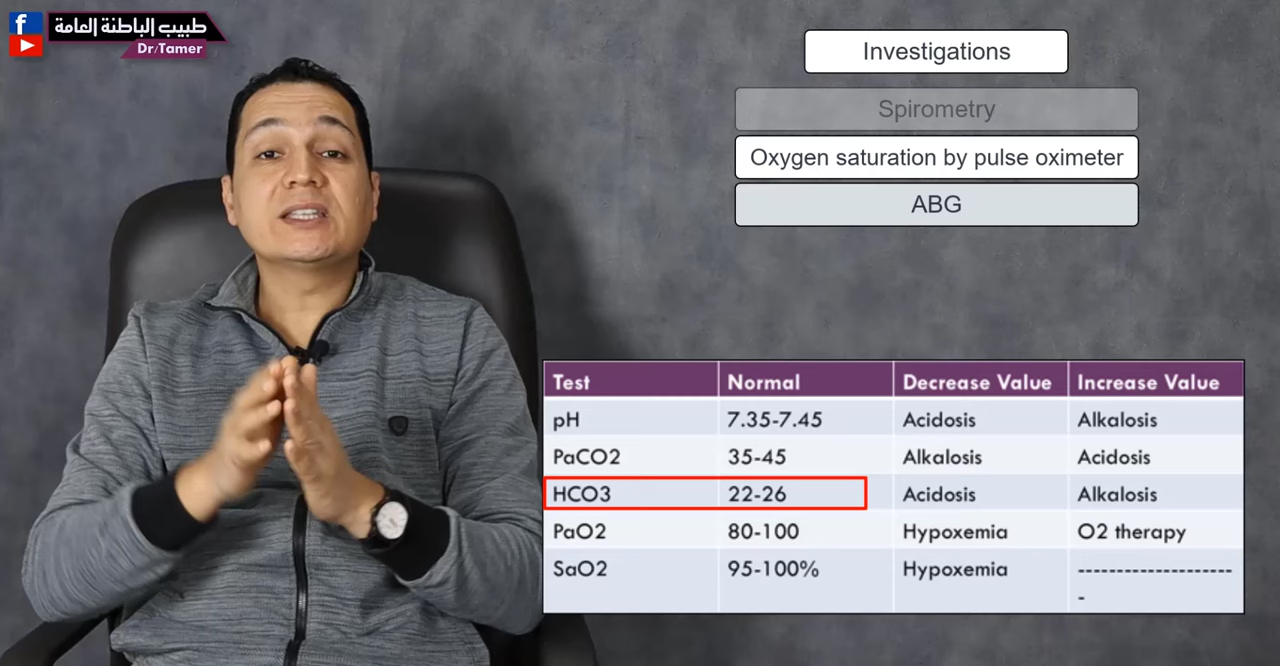 f
طبيب الباطنة العامة
Dr/Tamer
Investigations
Spirometry
Oxygen saturation by pulse oximeter
ABG
Test Normal Decrease Value Increase Value
pH 7.35-7.45 Acidosis Alkalosis
PaCO2 35-45 Alkalosis Acidosis
HCO3 22-26 Acidosis Alkalosis
PaO2 80-100 Hypoxemia O2 therapy
SaO2 95-100% Hypoxemia -------------------
-